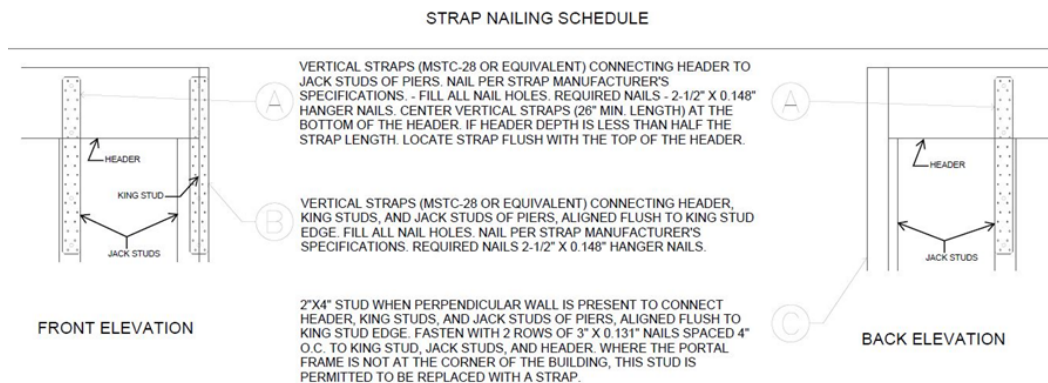 STRAP NAILING SCHEDULE
VERTICAL STRAPS (MSTC-28 OR EQUIVALENT) CONNECTING HEADER TO
JACK STUDS OF PIERS. NAIL PER STRAP MANUFACTURER'S
SPECIFICATIONS. - FILL ALL NAIL HOLES. REQUIRED NAILS - 2-1/2" X 0.148"
HANGER NAILS. CENTER VERTICAL STRAPS (26" MIN. LENGTH) AT THE
BOTTOM OF THE HEADER. IF HEADER DEPTH IS LESS THAN HALF THE
STRAP LENGTH. LOCATE STRAP FLUSH WITH THE TOP OF THE HEADER.
A
A
HEADER
KING STUD
JACK STUDS
HEADER
JACK STUDS
B
VERTICAL STRAPS (MSTC-28 OR EQUIVALENT) CONNECTING HEADER,
KING STUDS, AND JACK STUDS OF PIERS, ALIGNED FLUSH TO KING STUD
EDGE. FILL ALL NAIL HOLES. NAIL PER STRAP MANUFACTURER'S
SPECIFICATIONS. REQUIRED NAILS 2-1/2" X 0.148" HANGER NAILS.
2"X4" STUD WHEN PERPENDICULAR WALL IS PRESENT TO CONNECT
HEADER, KING STUDS, AND JACK STUDS OF PIERS, ALIGNED FLUSH TO
KING STUD EDGE. FASTEN WITH 2 ROWS OF 3" X 0.131" NAILS SPACED 4"
O.C. TO KING STUD, JACK STUDS, AND HEADER. WHERE THE PORTAL
FRAME IS NOT AT THE CORNER OF THE BUILDING, THIS STUD IS
PERMITTED TO BE REPLACED WITH A STRAP.
C
FRONT ELEVATION
BACK ELEVATION